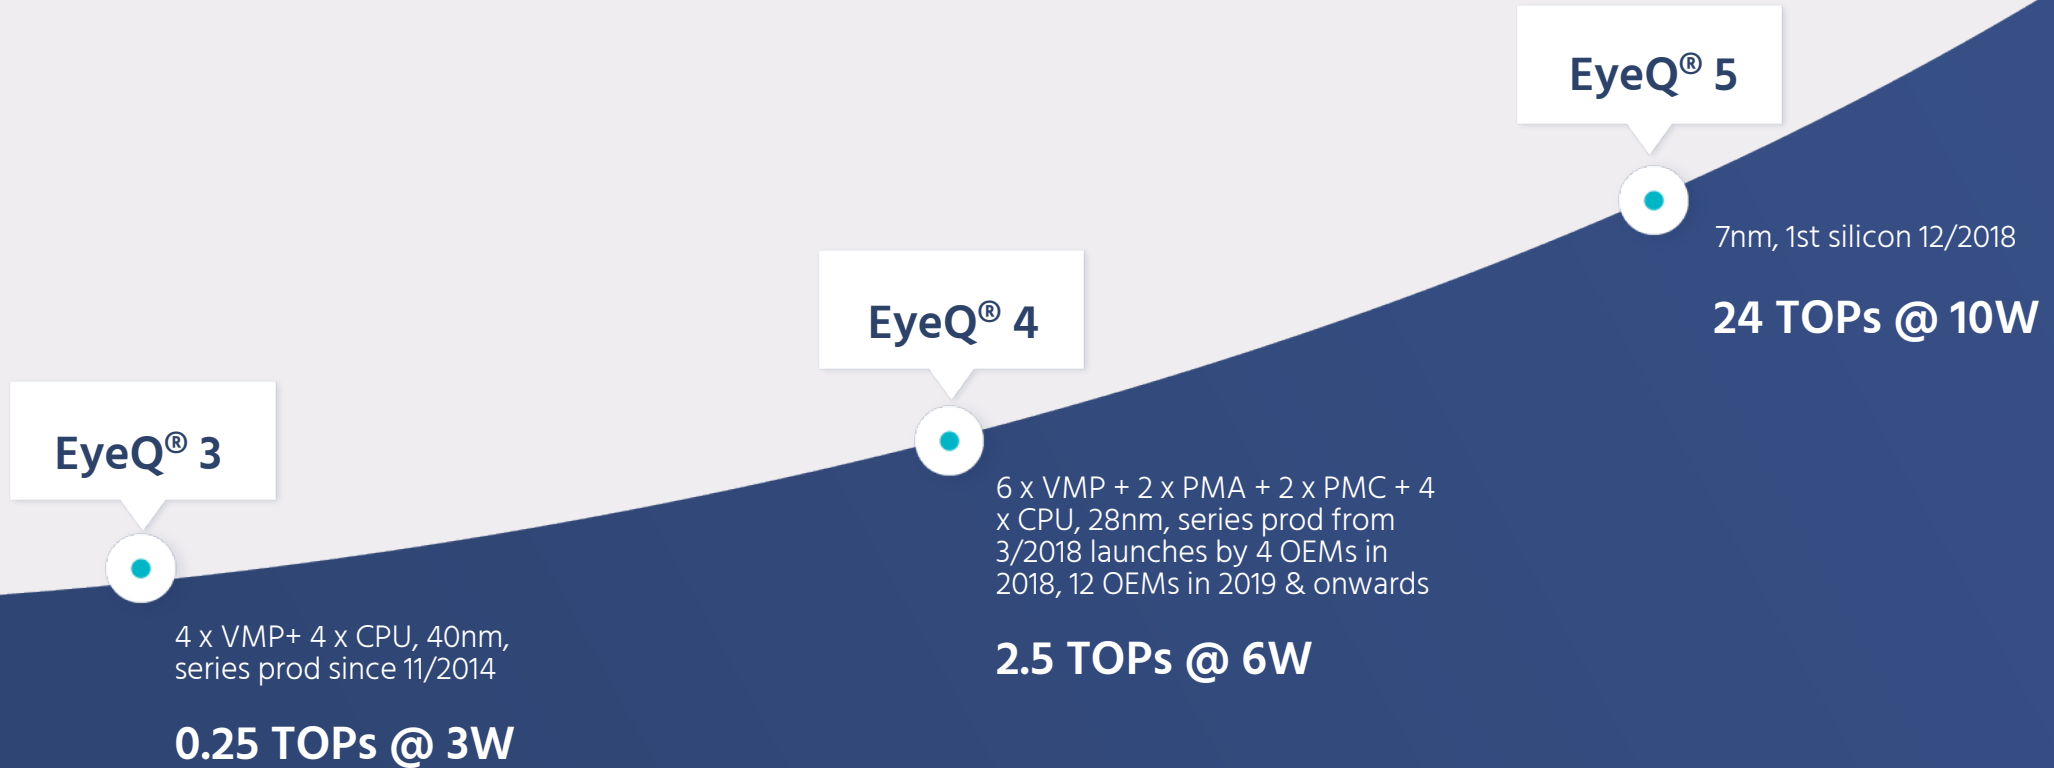 EyeQ® 3
4 x VMP+ 4 x CPU, 40nm,
series prod since 11/2014
0.25 TOPs @ 3W
EyeQ® 4
6 x VMP + 2 x PMA + 2 x PMC + 4
x CPU, 28nm, series prod from
3/2018 launches by 4 OEMs in
2018, 12 OEMs in 2019 & onwards
2.5 TOPs @ 6W
EyeQ® 5
7nm, 1st silicon 12/2018
24 TOPs @ 10W